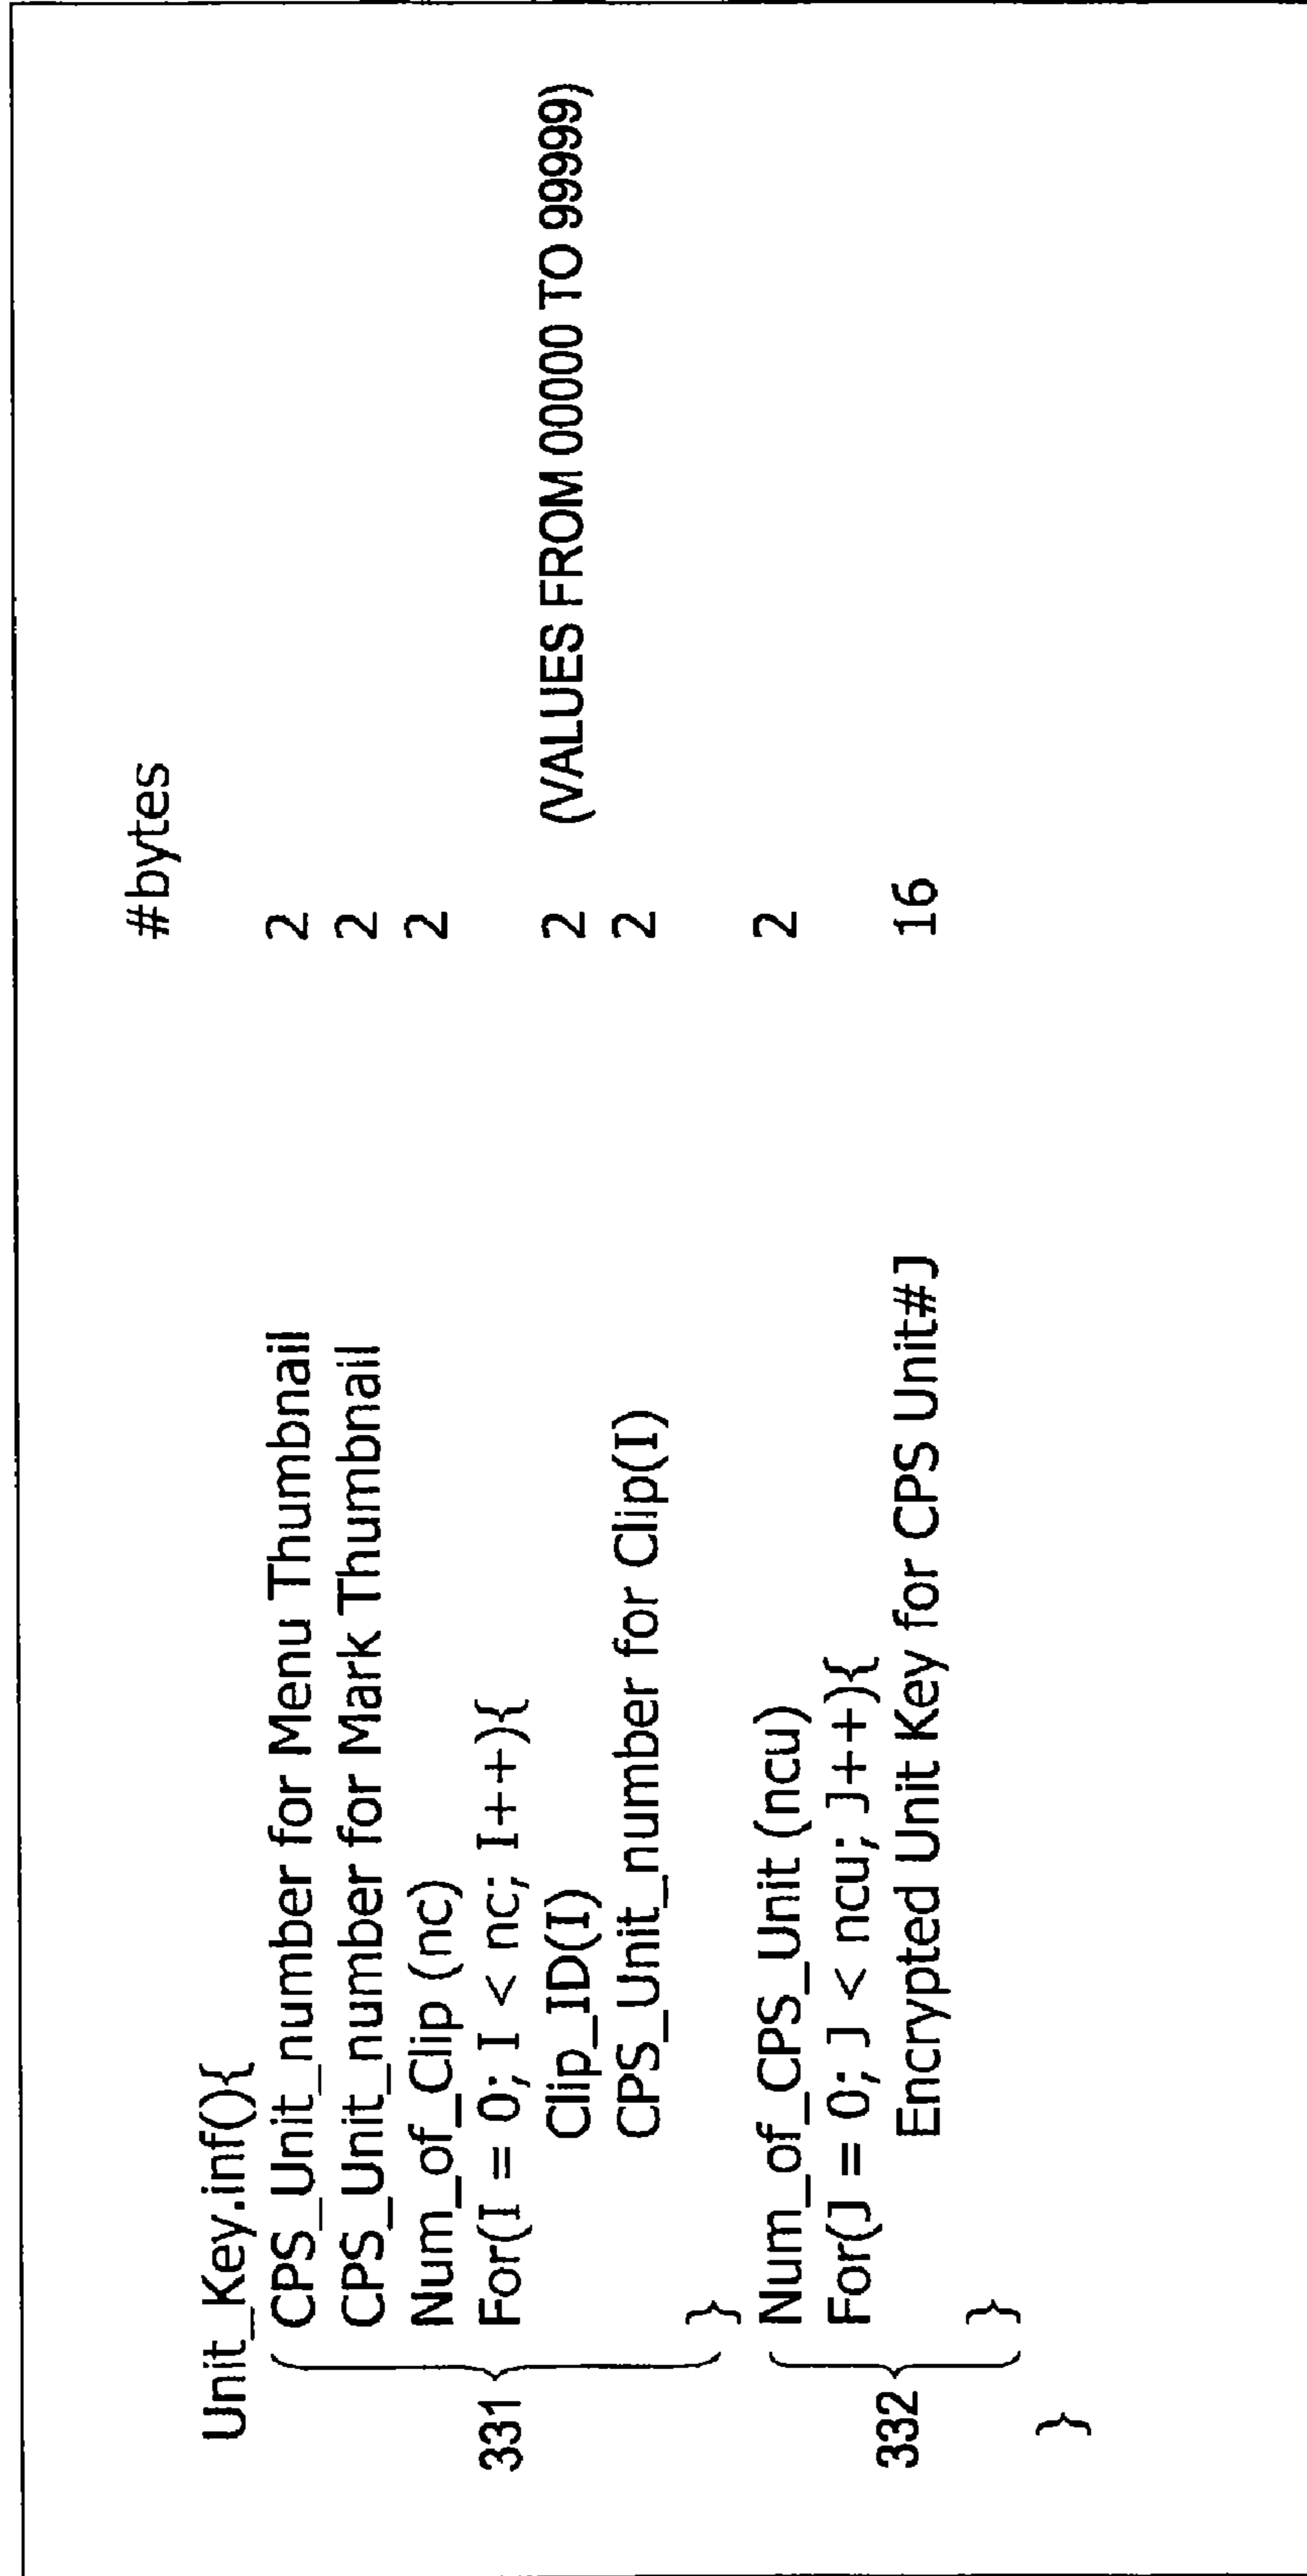 #bytes
Unit_Key.inf(){
CPS_Unit_number for Menu Thumbnail 2
CPS_Unit_number for Mark Thumbnail 2
Num_of_Clip (nc) 2
For(I = 0; I < nc; I++){
Clip_ID(I) 2 (VALUES FROM 00000 TO 99999)
CPS_Unit_number for Clip(I) 2
}
331
Num_of_CPS_Unit (ncu) 2
For(J = 0; J < ncu; J++){
Encrypted Unit Key for CPS Unit#J 16
}
332
}